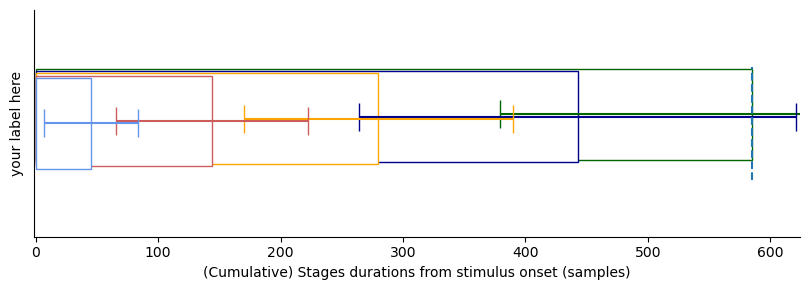 your label here
0 100 200 300 400 500 600
(Cumulative) Stages durations from stimulus onset (samples)